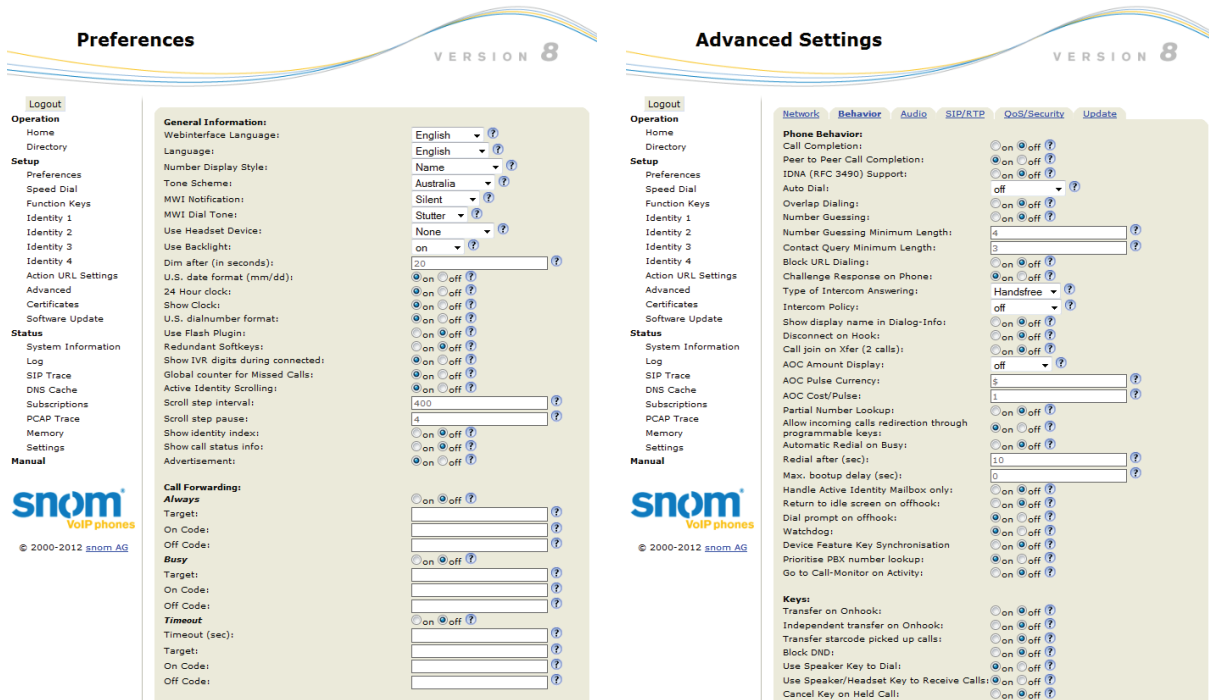 Preferences
VERSION 8
Logout
Operation
Home
Directory
Setup
Preferences
Speed Dial
Function Keys
Identity 1
Identity 2
Identity 3
Identity 4
Action URL Settings
Advanced
Certificates
Software Update
Status
System Information
Log
SIP Trace
DNS Cache
Subscriptions
PCAP Trace
Memory
Settings
Manual
snom
VoIP phones
© 2000-2012 snom AG
General Information:
Webinterface Language: English ?
Language: English ?
Number Display Style: Name ?
Tone Scheme: Australia ?
MWI Notification: Silent ?
MWI Dial Tone: Stutter ?
Use Headset Device: None ?
Use Backlight: on ?
Dim after (in seconds): 20 ?
U.S. date format (mm/dd): on off ?
24 Hour clock: on off ?
Show Clock: on off ?
U.S. dialnumber format: on off ?
Use Flash Plugin: on off ?
Redundant Softkeys: on off ?
Show IVR digits during connected: on off ?
Global counter for Missed Calls: on off ?
Active Identity Scrolling: on off ?
Scroll step interval: 400 ?
Scroll step pause: 4 ?
Show identity index: on off ?
Show call status info: on off ?
Advertisement: on off ?
Call Forwarding:
Always on off ?
Target: ?
On Code: ?
Off Code: ?
Busy on off ?
Target: ?
On Code: ?
Off Code: ?
Timeout on off ?
Timeout (sec): ?
Target: ?
On Code: ?
Off Code: ?
Advanced Settings
VERSION 8
Logout
Operation
Home
Directory
Setup
Preferences
Speed Dial
Function Keys
Identity 1
Identity 2
Identity 3
Identity 4
Action URL Settings
Advanced
Certificates
Software Update
Status
System Information
Log
SIP Trace
DNS Cache
Subscriptions
PCAP Trace
Memory
Settings
Manual
snom
VoIP phones
© 2000-2012 snom AG
Network Behavior Audio SIP/RTP QoS/Security Update
Phone Behavior:
Call Completion: on off ?
Peer to Peer Call Completion: on off ?
IDNA (RFC 3490) Support: on off ?
Auto Dial: off ?
Overlap Dialing: on off ?
Number Guessing: on off ?
Number Guessing Minimum Length: 4 ?
Contact Query Minimum Length: 3 ?
Block URL Dialing: on off ?
Challenge Response on Phone: on off ?
Type of Intercom Answering: Handsfree ?
Intercom Policy: off ?
Show display name in Dialog-Info: on off ?
Disconnect on Hook: on off ?
Call join on Xfer (2 calls): on off ?
AOC Amount Display: off ?
AOC Pulse Currency: $ ?
AOC Cost/Pulse: 1 ?
Partial Number Lookup: on off ?
Allow incoming calls redirection through
programmable keys: on off ?
Automatic Redial on Busy: on off ?
Redial after (sec): 10 ?
Max. bootup delay (sec): 0 ?
Handle Active Identity Mailbox only: on off ?
Return to idle screen on offhook: on off ?
Dial prompt on offhook: on off ?
Watchdog: on off ?
Device Feature Key Synchronisation on off ?
Prioritise PBX number lookup: on off ?
Go to Call-Monitor on Activity: on off ?
Keys:
Transfer on Onhook: on off ?
Independent transfer on Onhook: on off ?
Transfer starcode picked up calls: on off ?
Block DND: on off ?
Use Speaker Key to Dial: on off ?
Use Speaker/Headset Key to Receive Calls: on off ?
Cancel Key on Held Call: on off ?